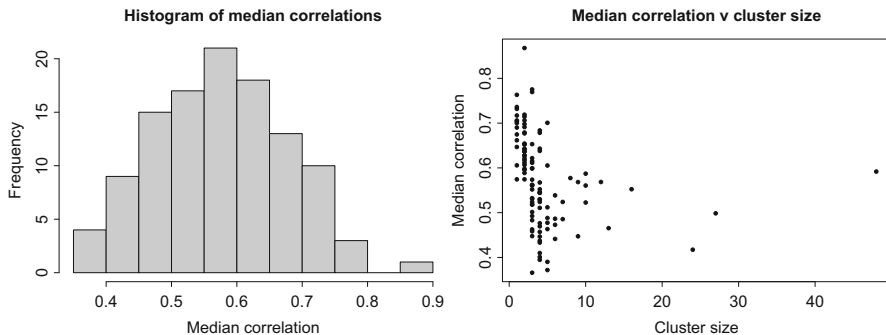 Histogram of median correlations
Frequency
0
5
10
15
20
0.4 0.5 0.6 0.7 0.8 0.9
Median correlation
Median correlation v cluster size
Median correlation
0.4
0.5
0.6
0.7
0.8
0 10 20 30 40
Cluster size